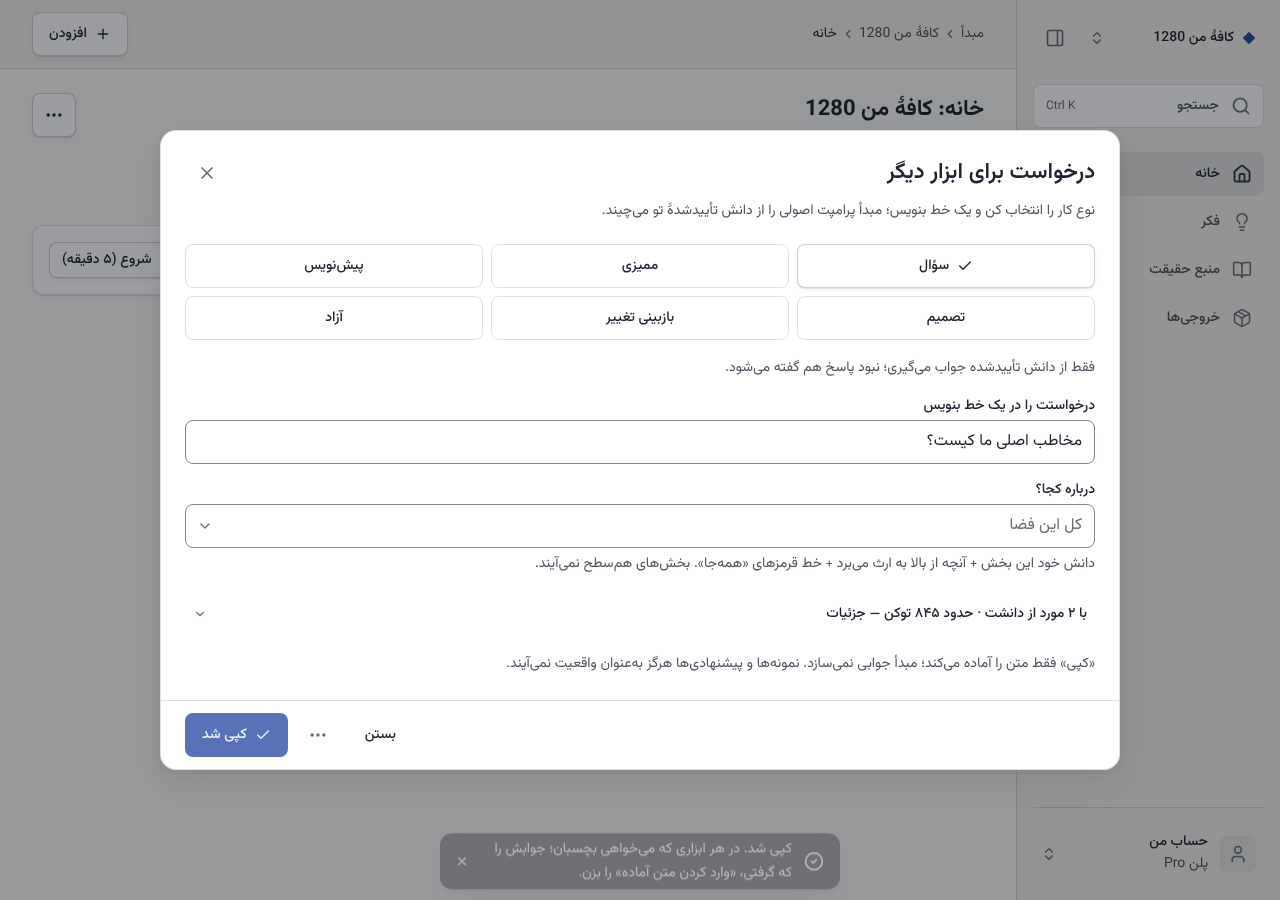 کافهٔ من 1280
جستجو
Ctrl K
خانه
فکر
منبع حقیقت
خروجی‌ها
حساب من
پلن Pro
مبدأ › کافهٔ من 1280 › خانه
افزودن
خانه: کافهٔ من 1280
شروع (۵ دقیقه)
درخواست برای ابزار دیگر
نوع کار را انتخاب کن و یک خط بنویس؛ مبدأ پرامپت اصولی را از دانش تأییدشدهٔ تو می‌چیند.
سؤال
ممیزی
پیش‌نویس
تصمیم
بازبینی تغییر
آزاد
فقط از دانش تأییدشده جواب می‌گیری؛ نبود پاسخ هم گفته می‌شود.
درخواستت را در یک خط بنویس
مخاطب اصلی ما کیست؟
درباره کجا؟
کل این فضا
دانش خود این بخش + آنچه از بالا به ارث می‌برد + خط قرمزهای «همه‌جا». بخش‌های هم‌سطح نمی‌آیند.
با ۲ مورد از دانشت · حدود ۸۴۵ توکن — جزئیات
«کپی» فقط متن را آماده می‌کند؛ مبدأ جوابی نمی‌سازد. نمونه‌ها و پیشنهادی‌ها هرگز به‌عنوان واقعیت نمی‌آیند.
بستن
کپی شد
کپی شد. در هر ابزاری که می‌خواهی بچسبان؛ جوابش را
که گرفتی، «وارد کردن متن آماده» را بزن.